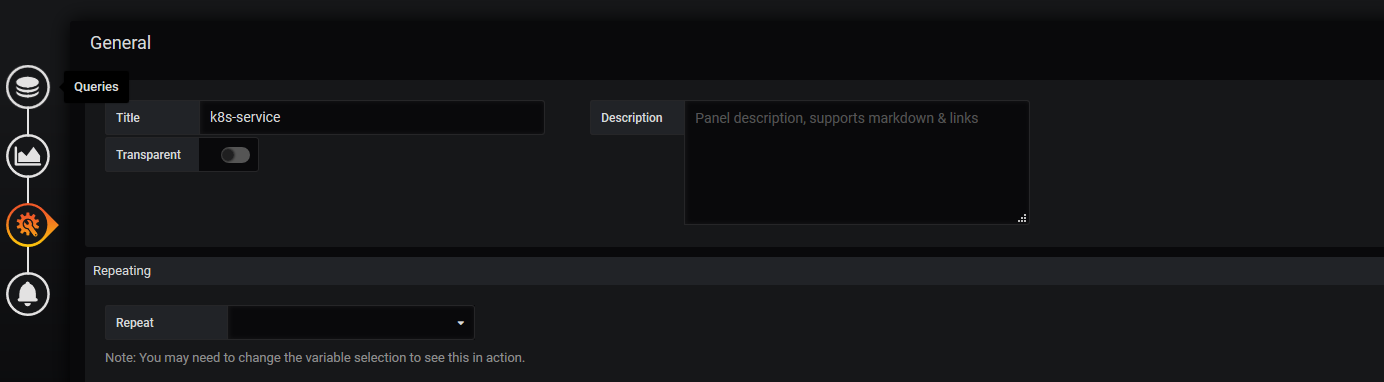 General
Queries
Title
k8s-service
Description
Panel description, supports markdown & links
Transparent
Repeating
Repeat
Note: You may need to change the variable selection to see this in action.